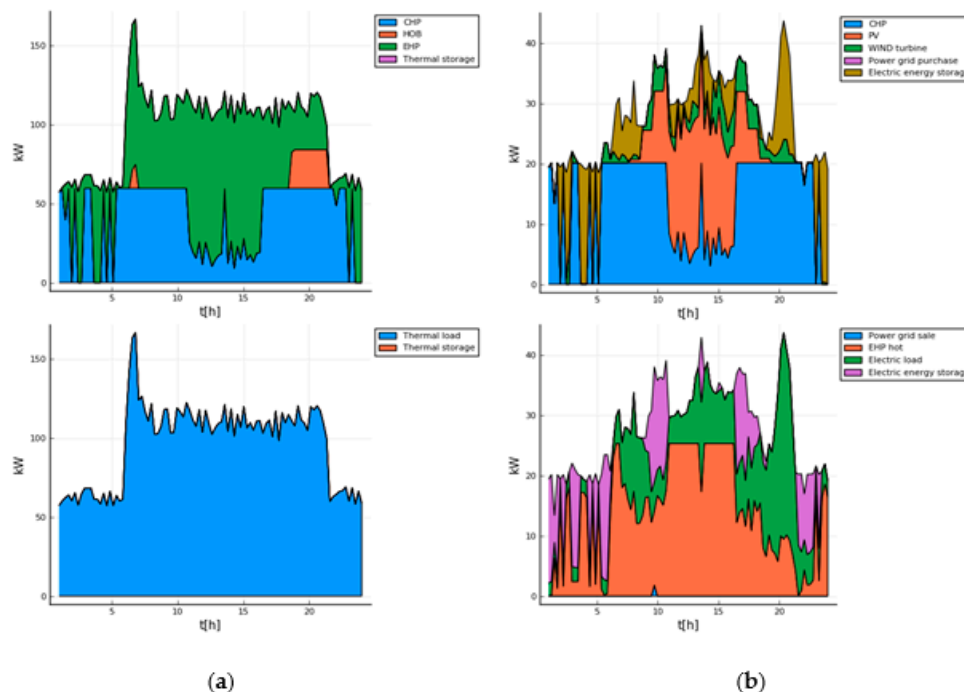 CHP
HOB
EHP
Thermal storage
150
100
50
0
kW
5
10
15
20
t[h]
CHP
PV
WIND turbine
Power grid purchase
Electric energy storage
40
30
20
10
0
kW
5
10
15
20
t[h]
Thermal load
Thermal storage
150
100
50
0
kW
5
10
15
20
t[h]
Power grid sale
EHP hot
Electric load
Electric energy storage
40
30
20
10
0
kW
5
10
15
20
t[h]
(a)
(b)